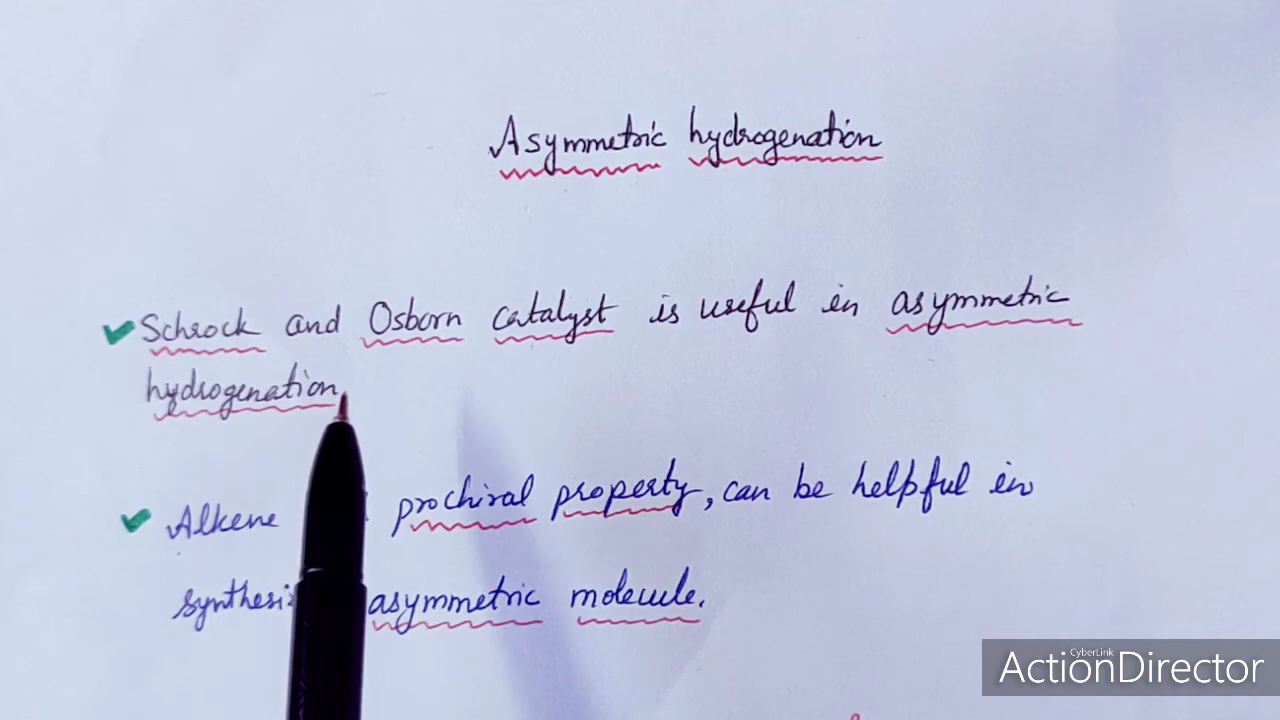 Asymmetric hydrogenation
Schrock and Osborn catalyst is useful in asymmetric
hydrogenation
Alkene prochiral property, can be helpful in
asymmetric molecule.
CyberLink
ActionDirector